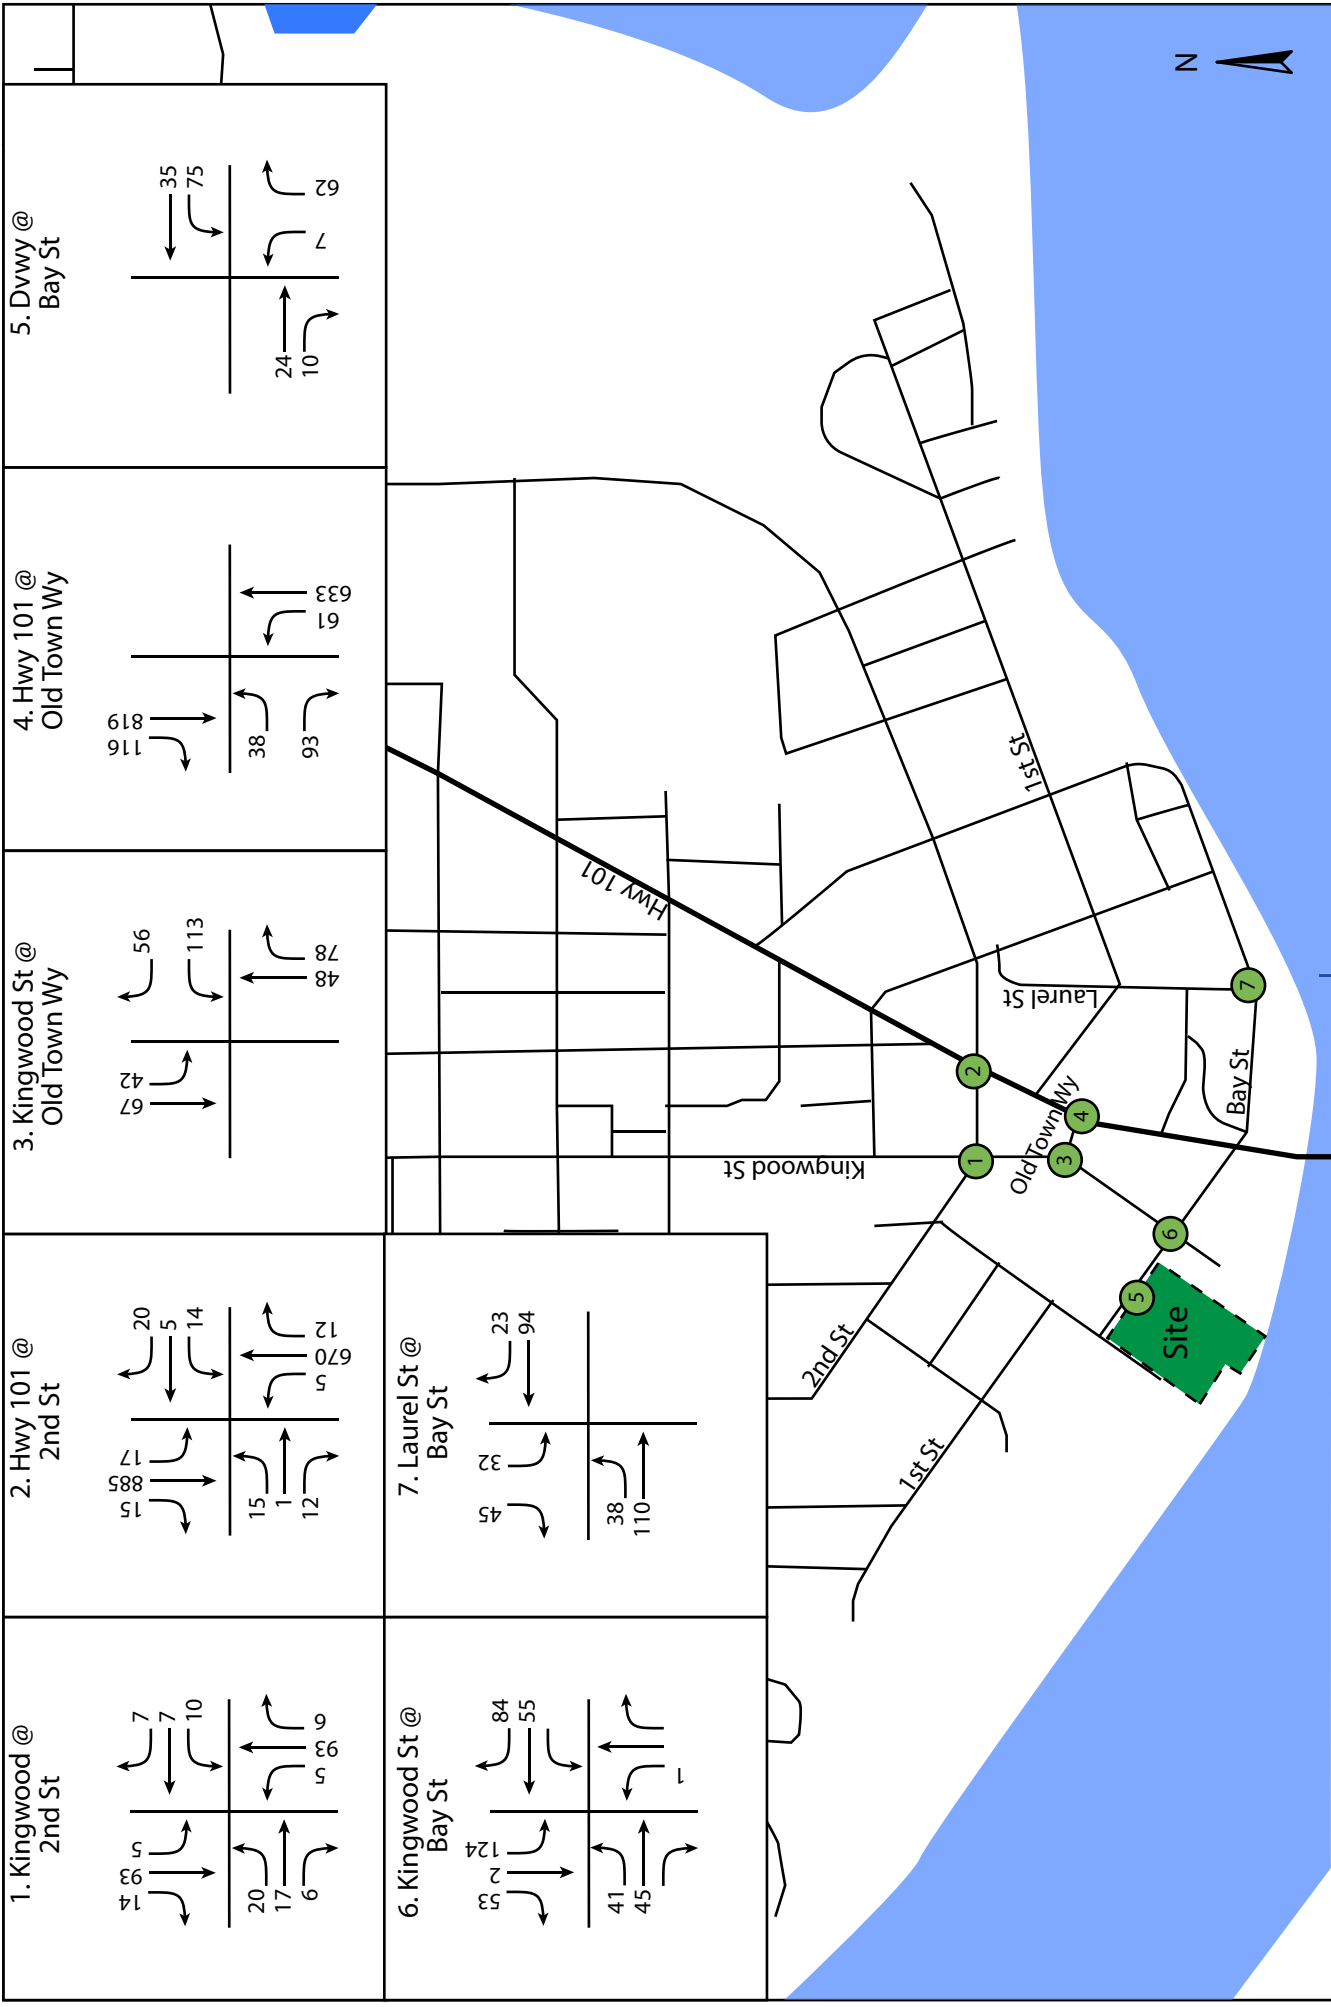 1. Kingwood @
2nd St
14
93
5
7
7
10
20
17
6
5
93
6
2. Hwy 101 @
2nd St
15
885
17
20
5
14
15
1
12
5
670
12
3. Kingwood St @
Old Town Wy
67
42
56
113
48
78
4. Hwy 101 @
Old Town Wy
116
819
38
93
61
633
5. Dvwy @
Bay St
35
75
24
10
7
62
6. Kingwood St @
Bay St
53
2
124
84
55
41
45
1
7. Laurel St @
Bay St
45
32
23
94
38
110
N
Hwy 101
Kingwood St
Laurel St
1st St
2nd St
1st St
Old Town Wy
Bay St
Site
1
2
3
4
5
6
7